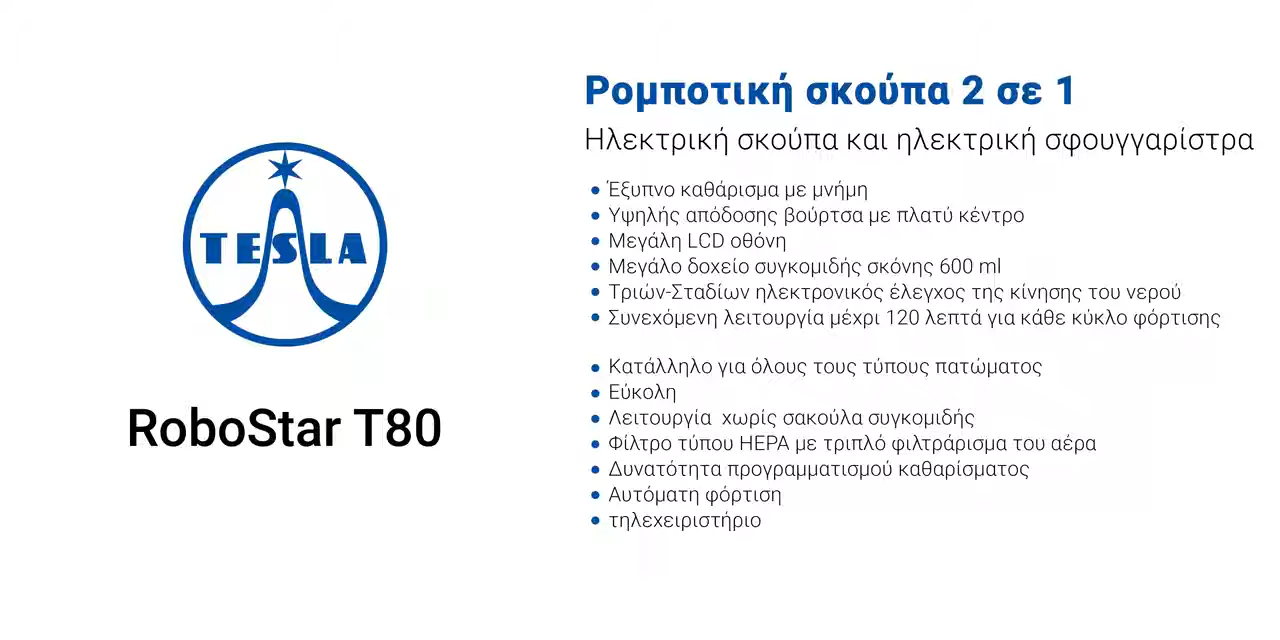 TESLA
RoboStar T80
Ρομποτική σκούπα 2 σε 1
Ηλεκτρική σκούπα και ηλεκτρική σφουγγαρίστρα
• Έξυπνο καθάρισμα με μνήμη
• Υψηλής απόδοσης βούρτσα με πλατύ κέντρο
• Μεγάλη LCD οθόνη
• Μεγάλο δοχείο συγκομιδής σκόνης 600 ml
• Τριών-Σταδίων ηλεκτρονικός έλεγχος της κίνησης του νερού
• Συνεχόμενη λειτουργία μέχρι 120 λεπτά για κάθε κύκλο φόρτισης
• Κατάλληλο για όλους τους τύπους πατώματος
• Εύκολη
• Λειτουργία χωρίς σακούλα συγκομιδής
• Φίλτρο τύπου HEPA με τριπλό φιλτράρισμα του αέρα
• Δυνατότητα προγραμματισμού καθαρίσματος
• Αυτόματη φόρτιση
• τηλεχειριστήριο